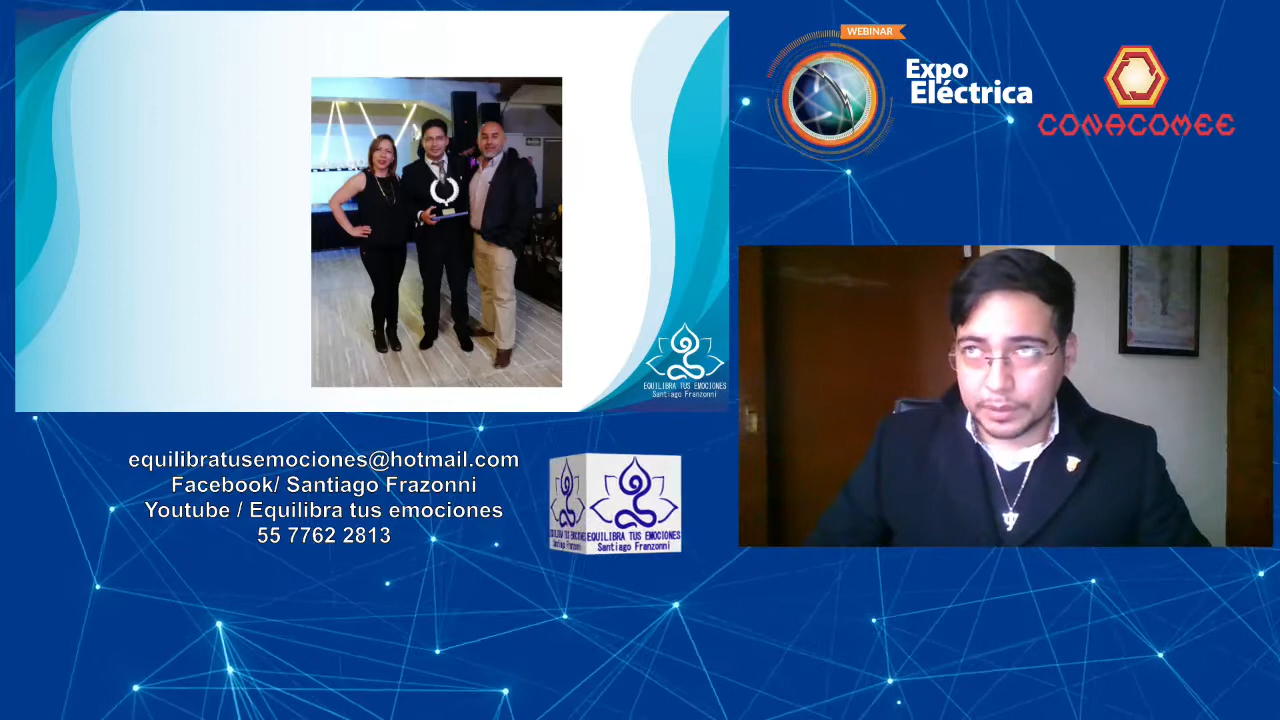 WEBINAR
Expo
Eléctrica
CONACOMEE
EQUILIBRA TUS EMOCIONES
Santiago Franzonni
equilibratusemociones@hotmail.com
Facebook/ Santiago Frazonni
Youtube / Equilibra tus emociones
55 7762 2813
EQUILIBRA TUS EMOCIONES
Santiago Franzonni